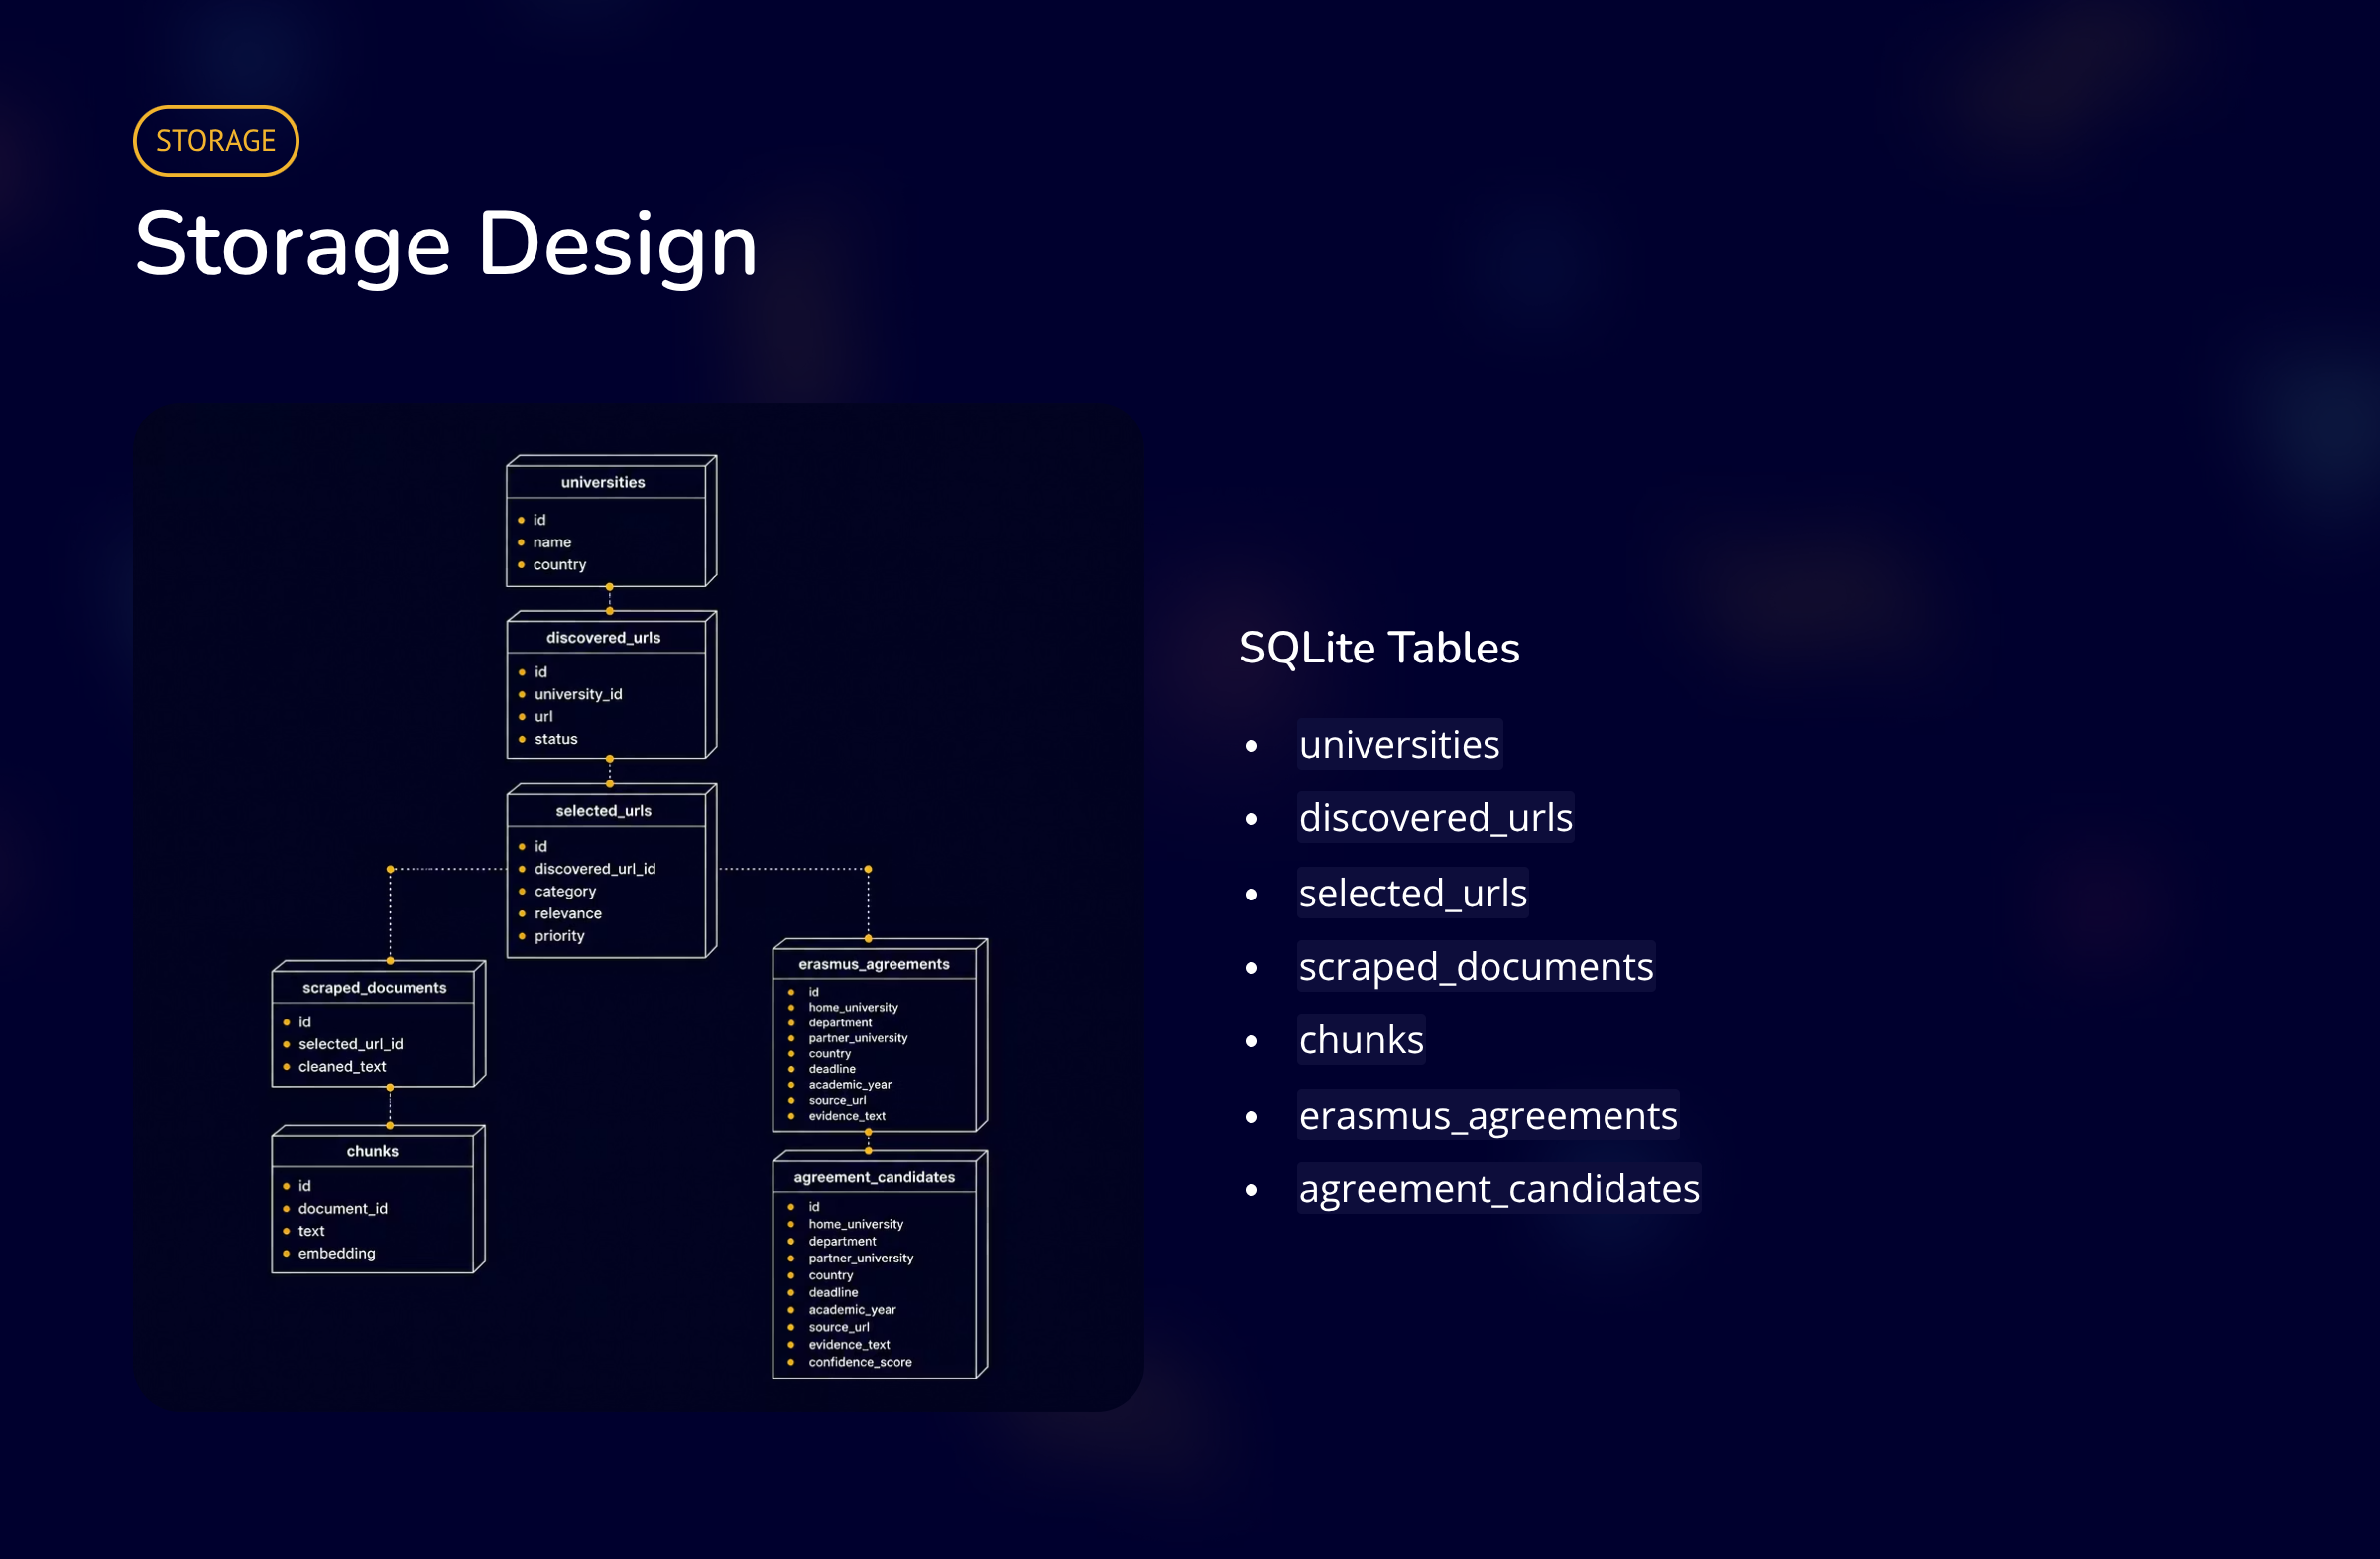 STORAGE
Storage Design
universities
id
name
country
discovered_urls
id
university_id
url
status
selected_urls
id
discovered_url_id
category
relevance
priority
scraped_documents
id
selected_url_id
cleaned_text
chunks
id
document_id
text
embedding
erasmus_agreements
id
home_university
department
partner_university
country
deadline
academic_year
source_url
evidence_text
agreement_candidates
id
home_university
department
partner_university
country
deadline
academic_year
source_url
evidence_text
confidence_score
SQLite Tables
universities
discovered_urls
selected_urls
scraped_documents
chunks
erasmus_agreements
agreement_candidates